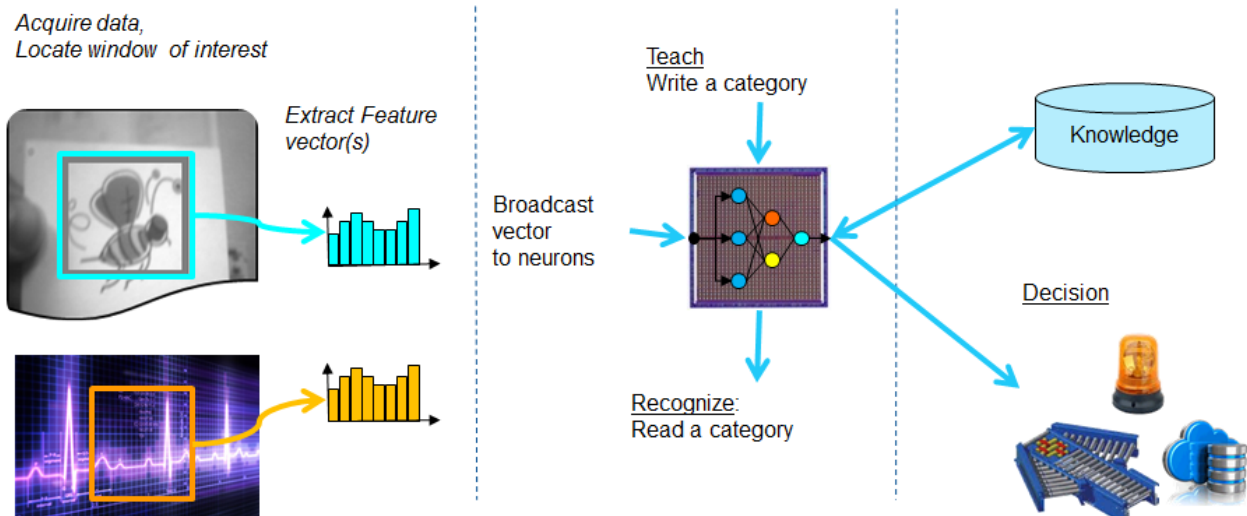 Acquire data,
Locate window of interest
Extract Feature
vector(s)
Broadcast
vector
to neurons
Teach
Write a category
Recognize:
Read a category
Knowledge
Decision